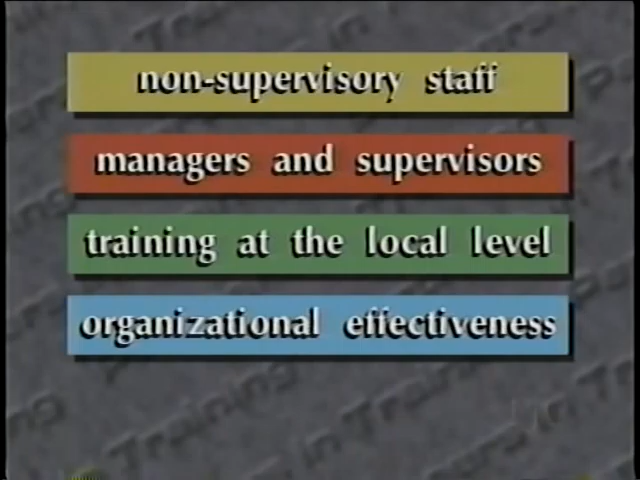 non-supervisory staff
managers and supervisors
training at the local level
organizational effectiveness